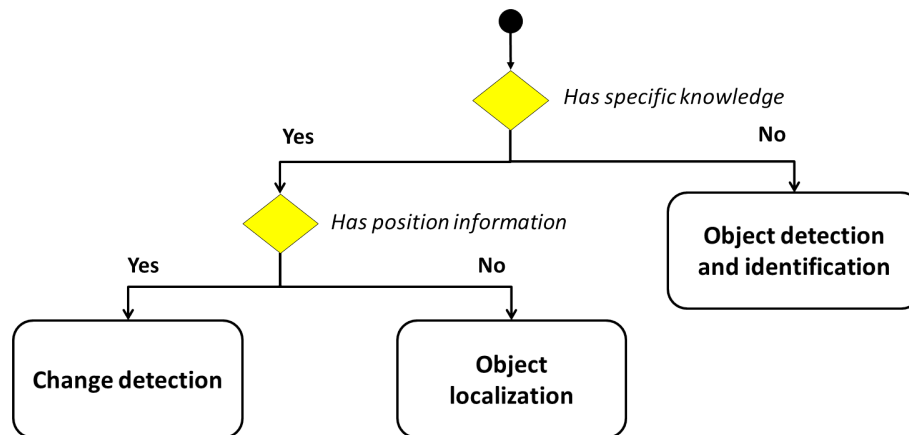 Has specific knowledge
Yes
No
Has position information
Object detection
and identification
Yes
No
Change detection
Object
localization